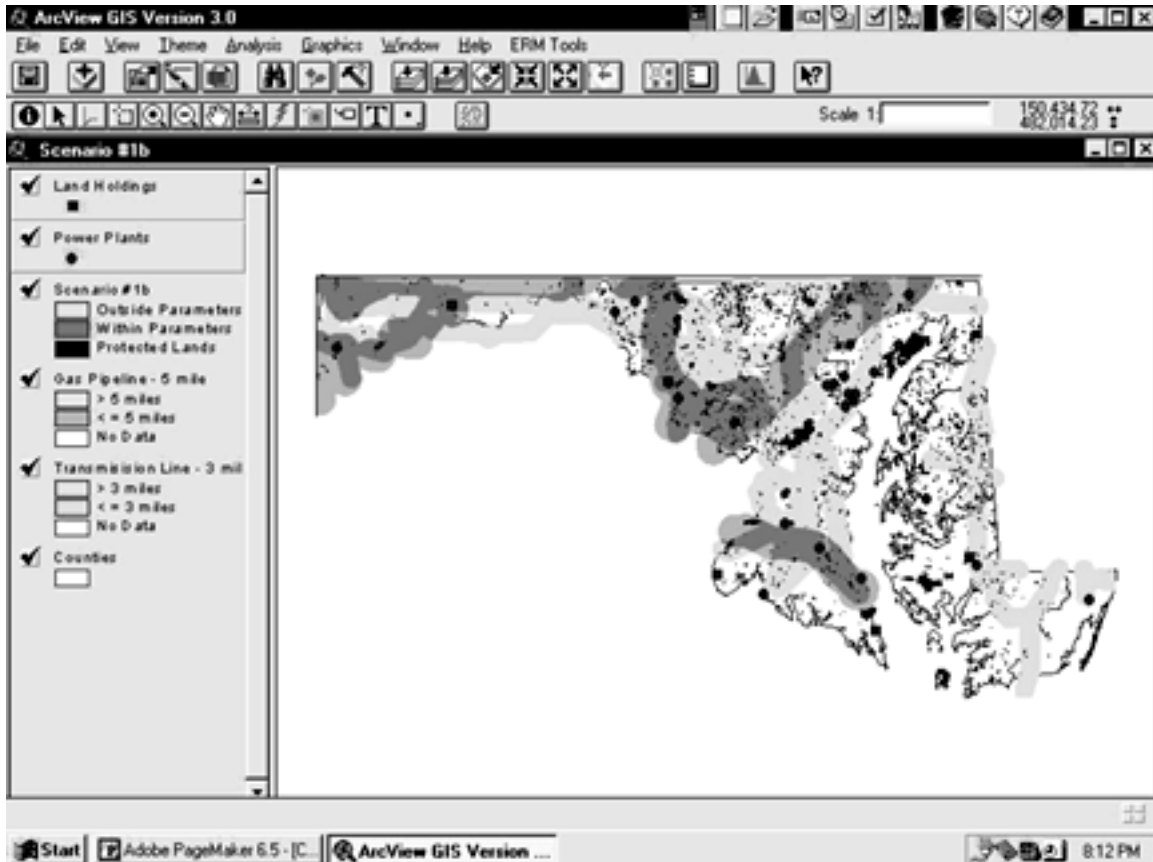 ArcView GIS Version 3.0
File Edit View Theme Analysis Graphics Window Help ERM Tools
Scale 1:
150,434.72
482,014.23
Scenario #1b
Land Holdings
Power Plants
Scenario #1b
Outside Parameters
Within Parameters
Protected Lands
Gas Pipeline - 5 mile
> 5 miles
< = 5 miles
No Data
Transmisision Line - 3 mil
> 3 miles
< = 3 miles
No Data
Counties
Start Adobe PageMaker 6.5 - [C... ArcView GIS Version .... 8:12 PM